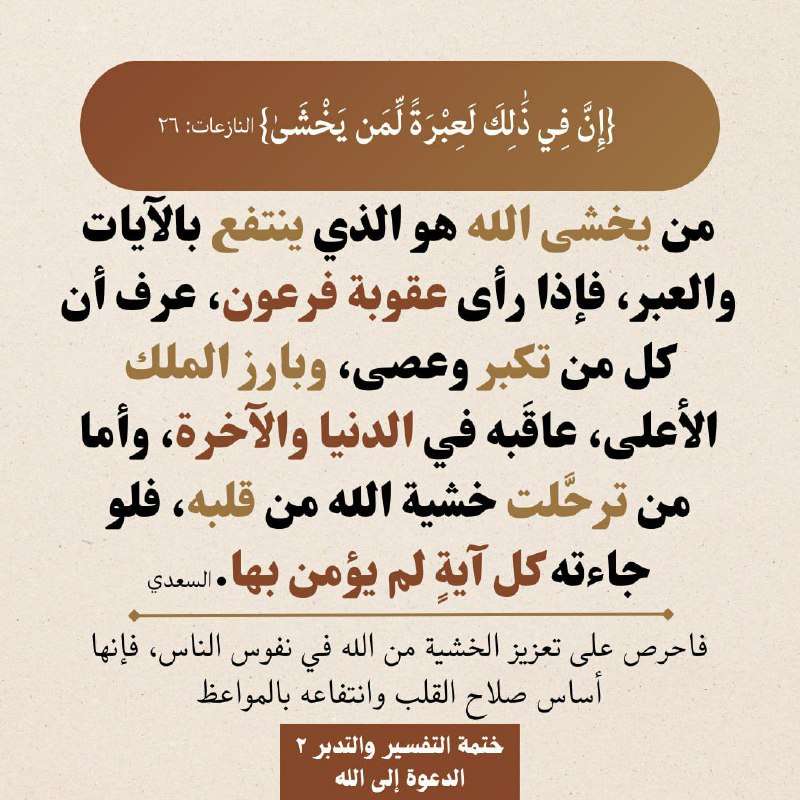 {إِنَّ فِي ذَٰلِكَ لَعِبْرَةً لِّمَن يَخْشَىٰ} النازعات: ٢٦
من يخشى الله هو الذي ينتفع بالآيات
والعبر، فإذا رأى عقوبة فرعون، عرف أن
كل من تكبر وعصى، وبارز الملك
الأعلى، عاقَبه في الدنيا والآخرة، وأما
من ترحَّلت خشية الله من قلبه، فلو
جاءته كل آيةٍ لم يؤمن بها. السعدي
فاحرص على تعزيز الخشية من الله في نفوس الناس، فإنها
أساس صلاح القلب وانتفاعه بالمواعظ
ختمة التفسير والتدبر ٢
الدعوة إلى الله